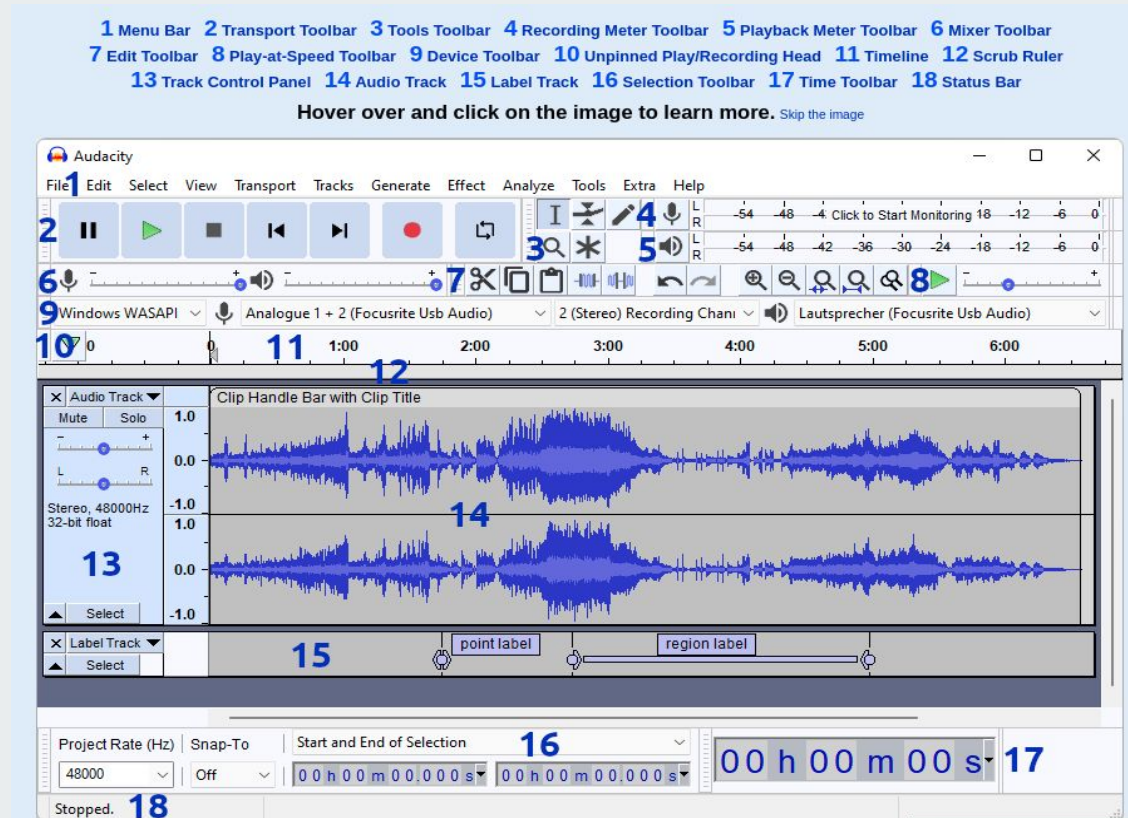 1 Menu Bar 2 Transport Toolbar 3 Tools Toolbar 4 Recording Meter Toolbar 5 Playback Meter Toolbar 6 Mixer Toolbar
7 Edit Toolbar 8 Play-at-Speed Toolbar 9 Device Toolbar 10 Unpinned Play/Recording Head 11 Timeline 12 Scrub Ruler
13 Track Control Panel 14 Audio Track 15 Label Track 16 Selection Toolbar 17 Time Toolbar 18 Status Bar
Hover over and click on the image to learn more. Skip the image
Audacity
File 1 Edit Select View Transport Tracks Generate Effect Analyze Tools Extra Help
2 4 L R -54 -48 -4 Click to Start Monitoring 18 -12 -6 0
3 5 L R -54 -48 -42 -36 -30 -24 -18 -12 -6 0
6 - + - + 7 8 - +
9 Windows WASAPI Analogue 1 + 2 (Focusrite Usb Audio) 2 (Stereo) Recording Chan Lautsprecher (Focusrite Usb Audio)
10 0 0 11 1:00 2:00 3:00 4:00 5:00 6:00
12
Audio Track Clip Handle Bar with Clip Title
Mute Solo 1.0
- +
0.0
L R
Stereo, 48000Hz -1.0
32-bit float 1.0
14
13 0.0
Select -1.0
Label Track point label region label
Select 15
Project Rate (Hz) Snap-To Start and End of Selection 16
48000 Off 00 h 00 m 00.000 s 00 h 00 m 00.000 s 00 h 00 m 00 s 17
Stopped. 18